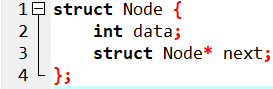 1 struct Node {
2     int data;
3     struct Node* next;
4 };